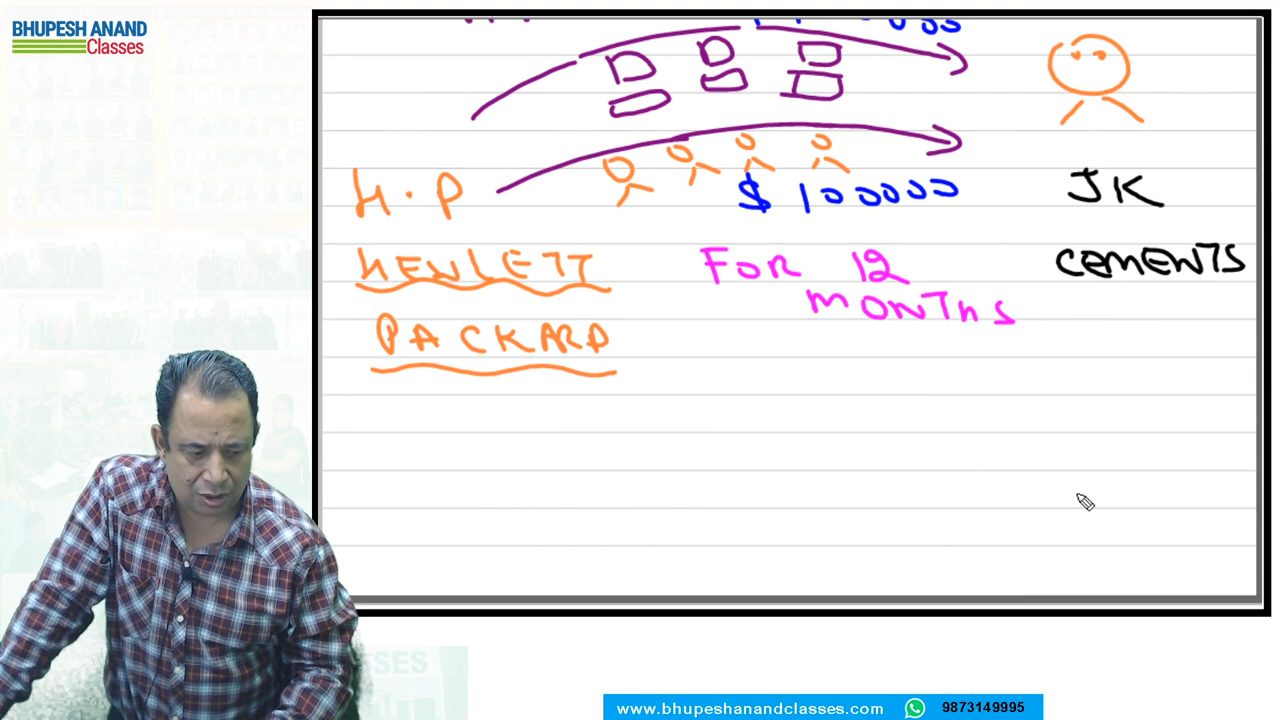 BHUPESH ANAND
Classes
H.P
$ 100000
JK
HEWLETT
FOR 12
CEMENTS
MONTHS
PACKARD
www.bhupeshanandclasses.com
9873149995